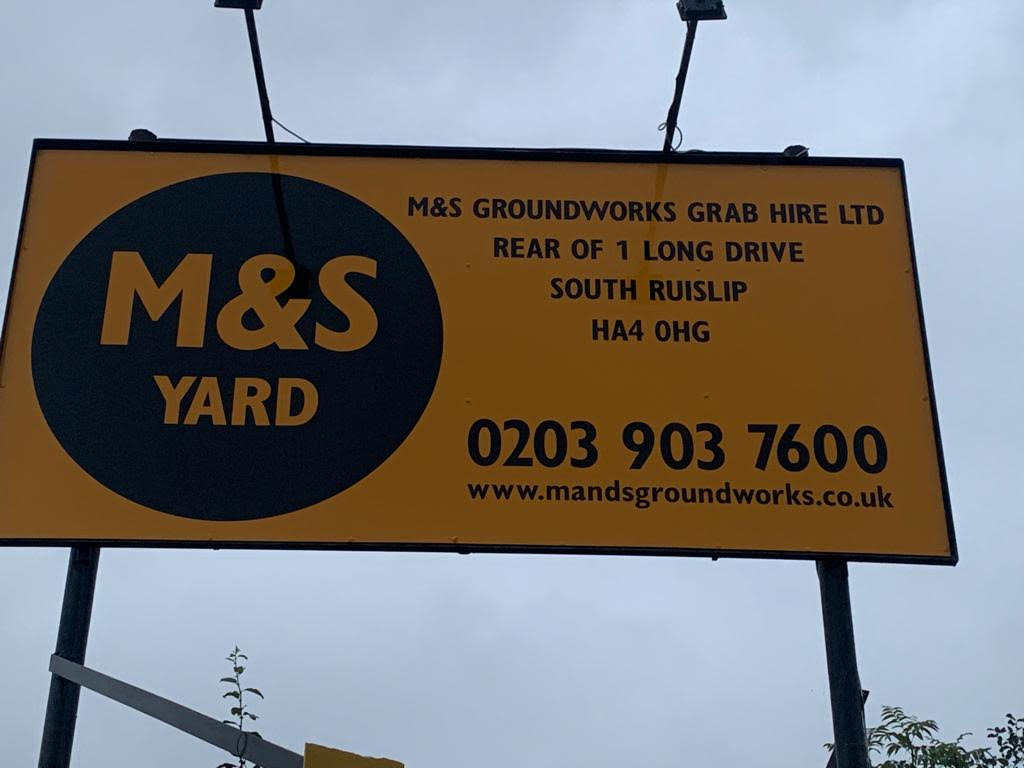 M&S
YARD
M&S GROUNDWORKS GRAB HIRE LTD
REAR OF 1 LONG DRIVE
SOUTH RUISLIP
HA4 0HG
0203 903 7600
www.mandsgroundworks.co.uk